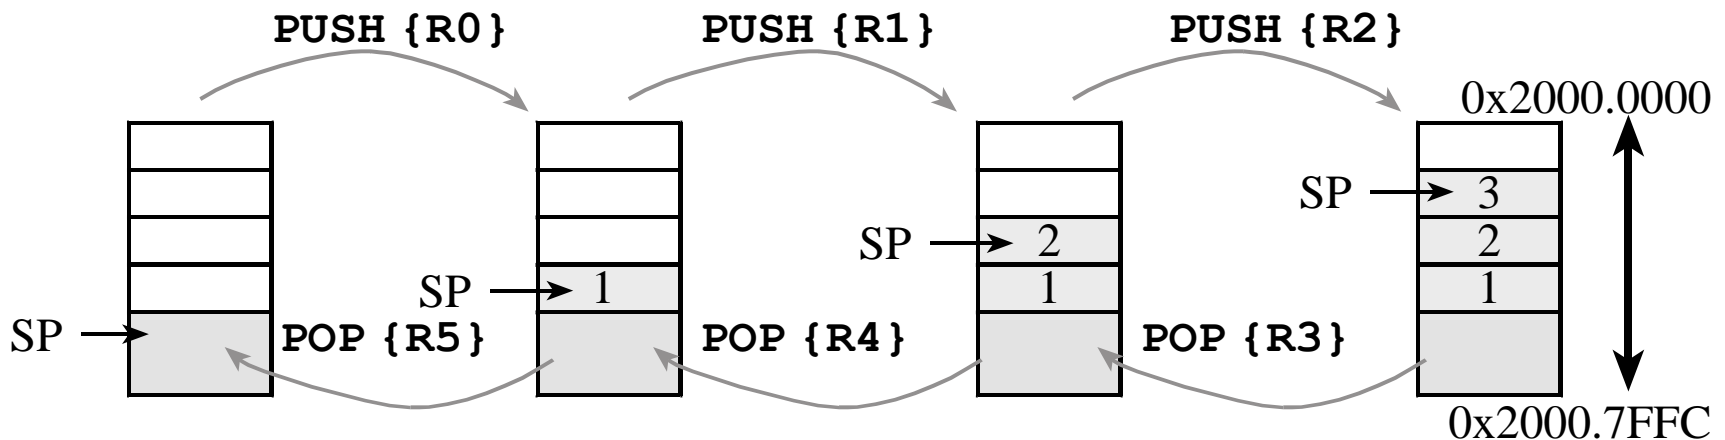 PUSH {R0} PUSH {R1} PUSH {R2}
0x2000.0000
SP 3
SP 2 2
SP 1 1 1
SP POP {R5} POP {R4} POP {R3}
0x2000.7FFC